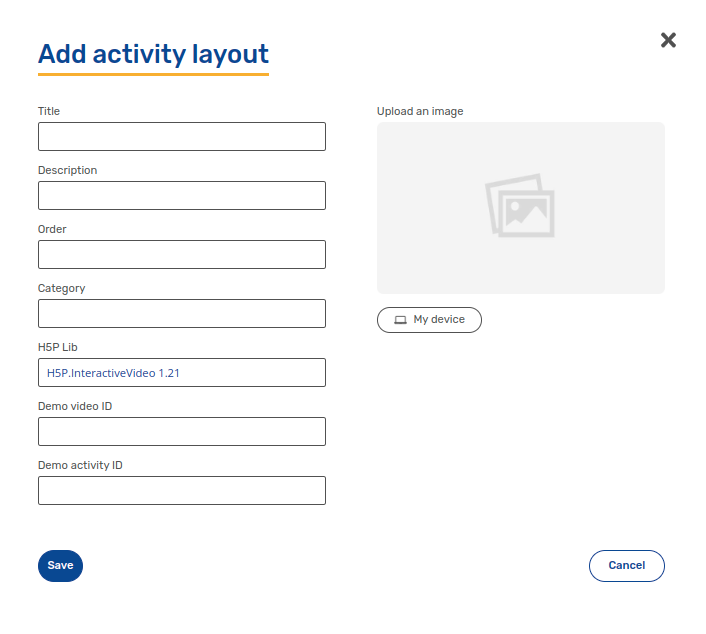 Add activity layout
Title
Description
Order
Category
H5P Lib
H5P.InteractiveVideo 1.21
Demo video ID
Demo activity ID
Upload an image
My device
Save
Cancel